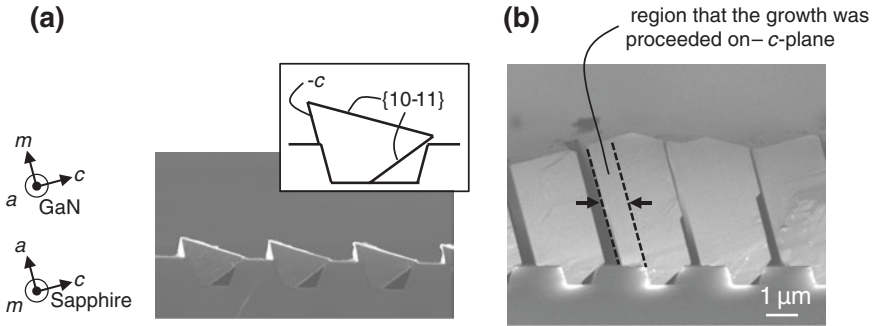 (a)
-c
{10-11}
m
c
a
GaN
a
c
m
Sapphire
(b)
region that the growth was
proceeded on– c-plane
1 μm